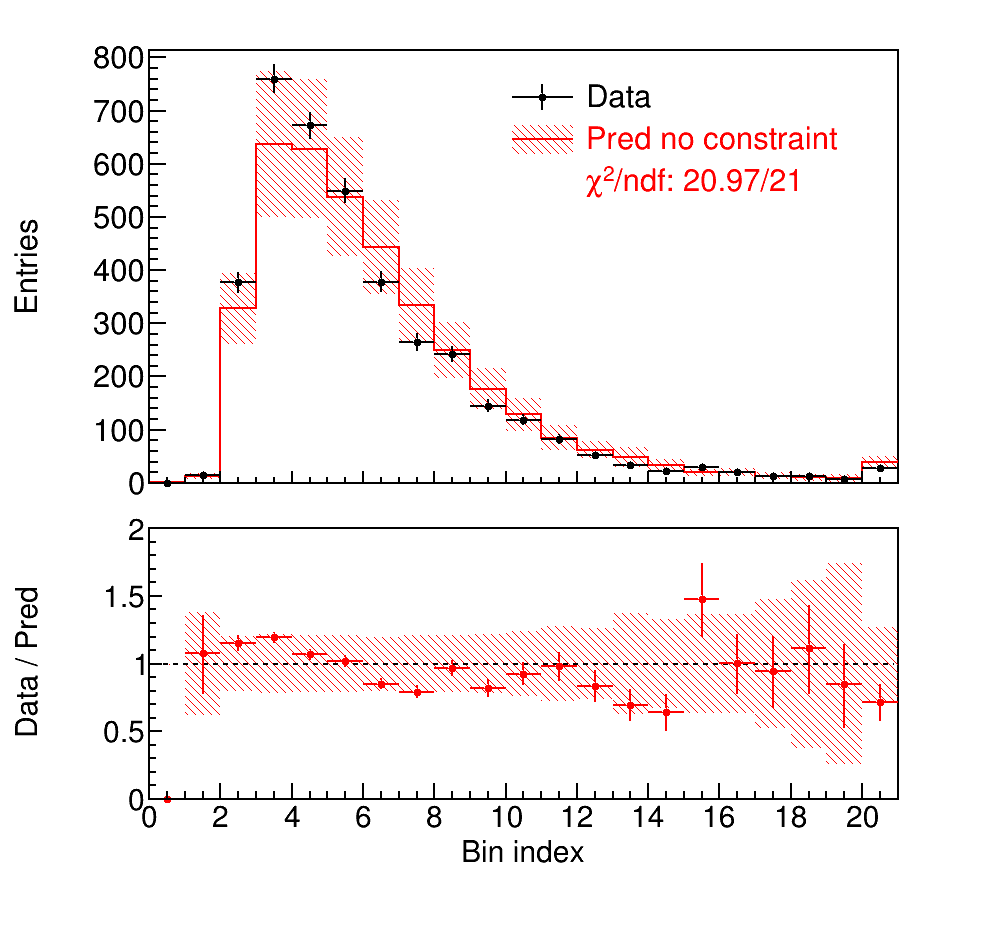 800
700
600
500
400
300
200
100
0
Entries
Data
Pred no constraint
χ²/ndf: 20.97/21
2
1.5
1
0.5
0
Data / Pred
0 2 4 6 8 10 12 14 16 18 20
Bin index